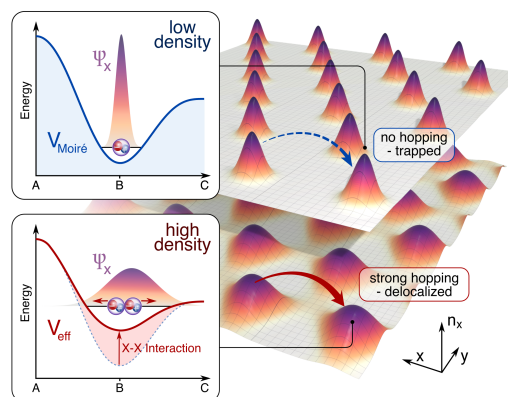 low
density
Ψx
Energy
VMoiré
A
B
C
no hopping
- trapped
high
density
Ψx
Energy
Veff
X-X Interaction
A
B
C
strong hopping
- delocalized
nx
x
y